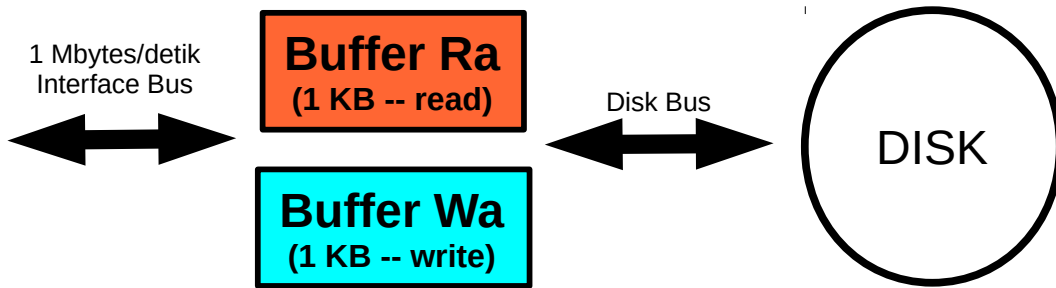 1 Mbytes/detik
Interface Bus
Buffer Ra
(1 KB -- read)
Buffer Wa
(1 KB -- write)
Disk Bus
DISK